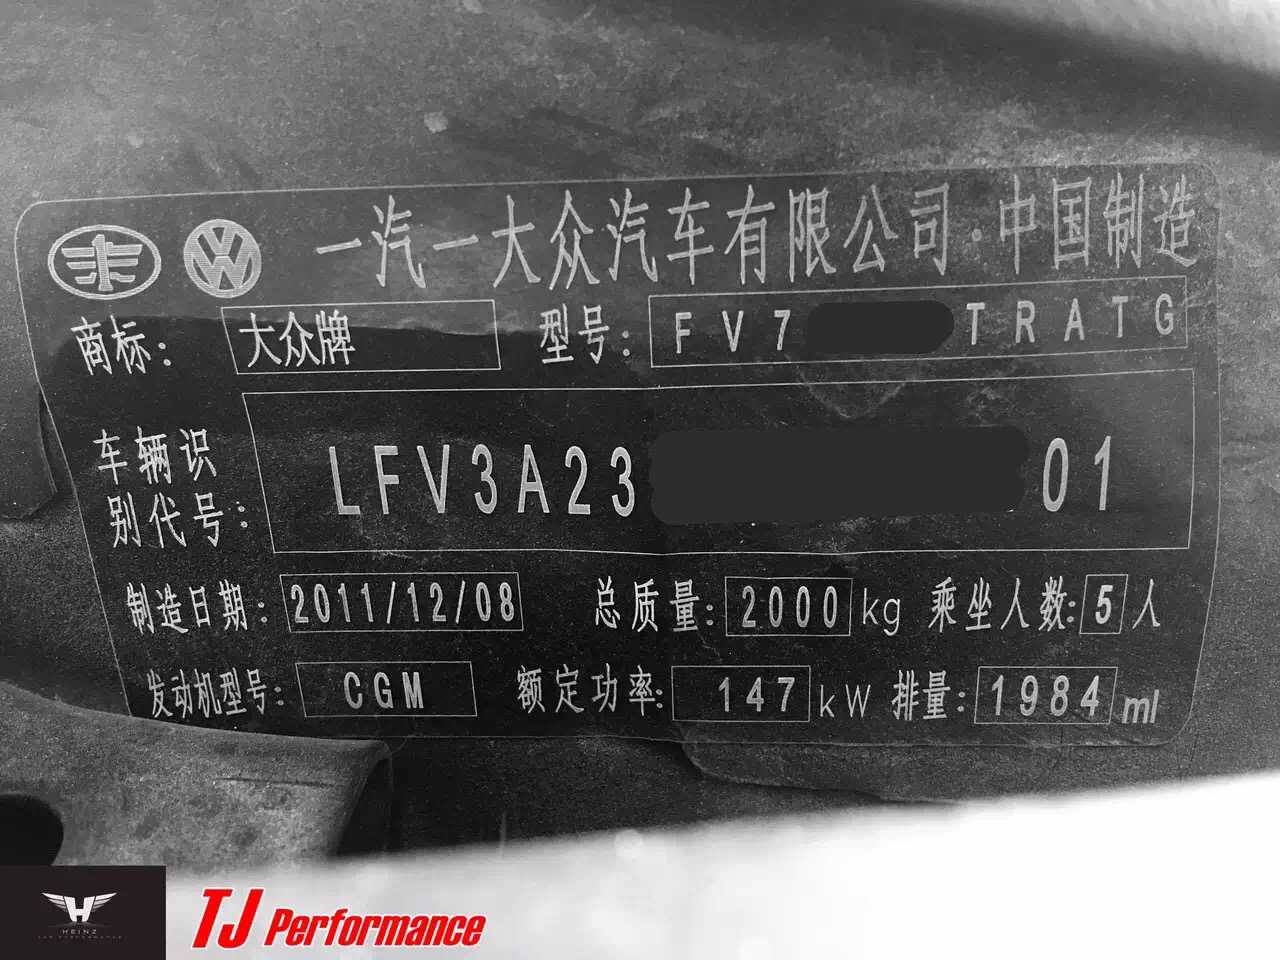 一汽一大众汽车有限公司·中国制造
商标: 大众牌 型号: FV7 TRATG
车辆识别代号: LFV3A23 01
制造日期: 2011/12/08 总质量: 2000 kg 乘坐人数: 5 人
发动机型号: CGM 额定功率: 147 kW 排量: 1984 ml
HEINZ
TJ Performance